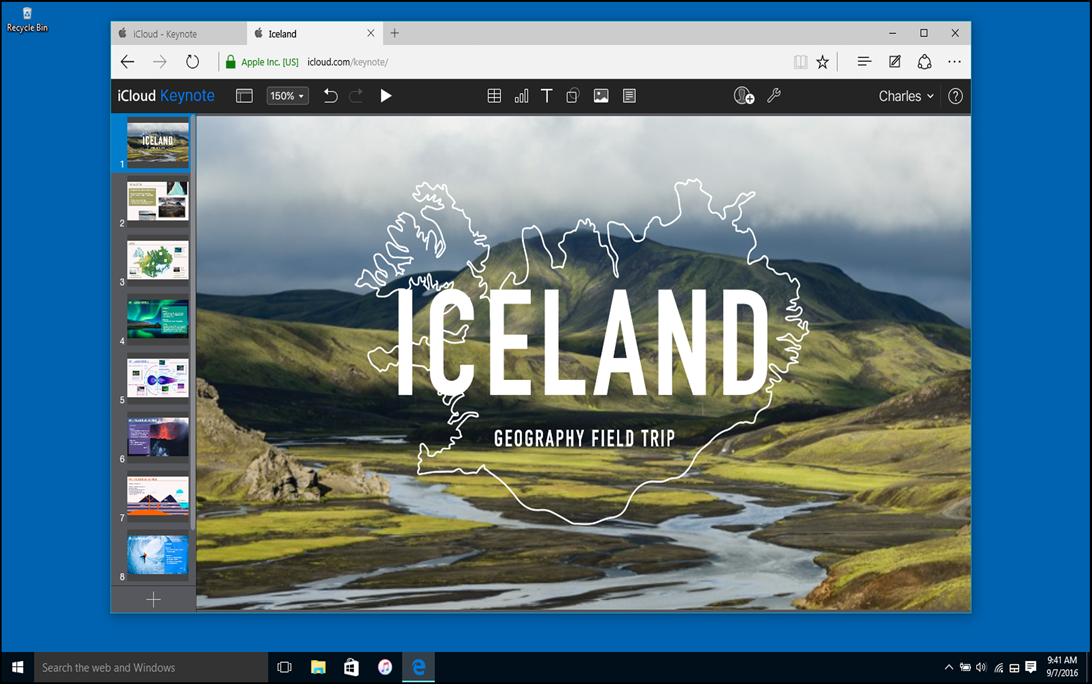 Recycle Bin
iCloud - Keynote
Iceland
Apple Inc. [US] icloud.com/keynote/
iCloud Keynote
150%
Charles
?
1
ICELAND
2
3
4
5
6
7
8
ICELAND
GEOGRAPHY FIELD TRIP
Search the web and Windows
9:41 AM
9/7/2016